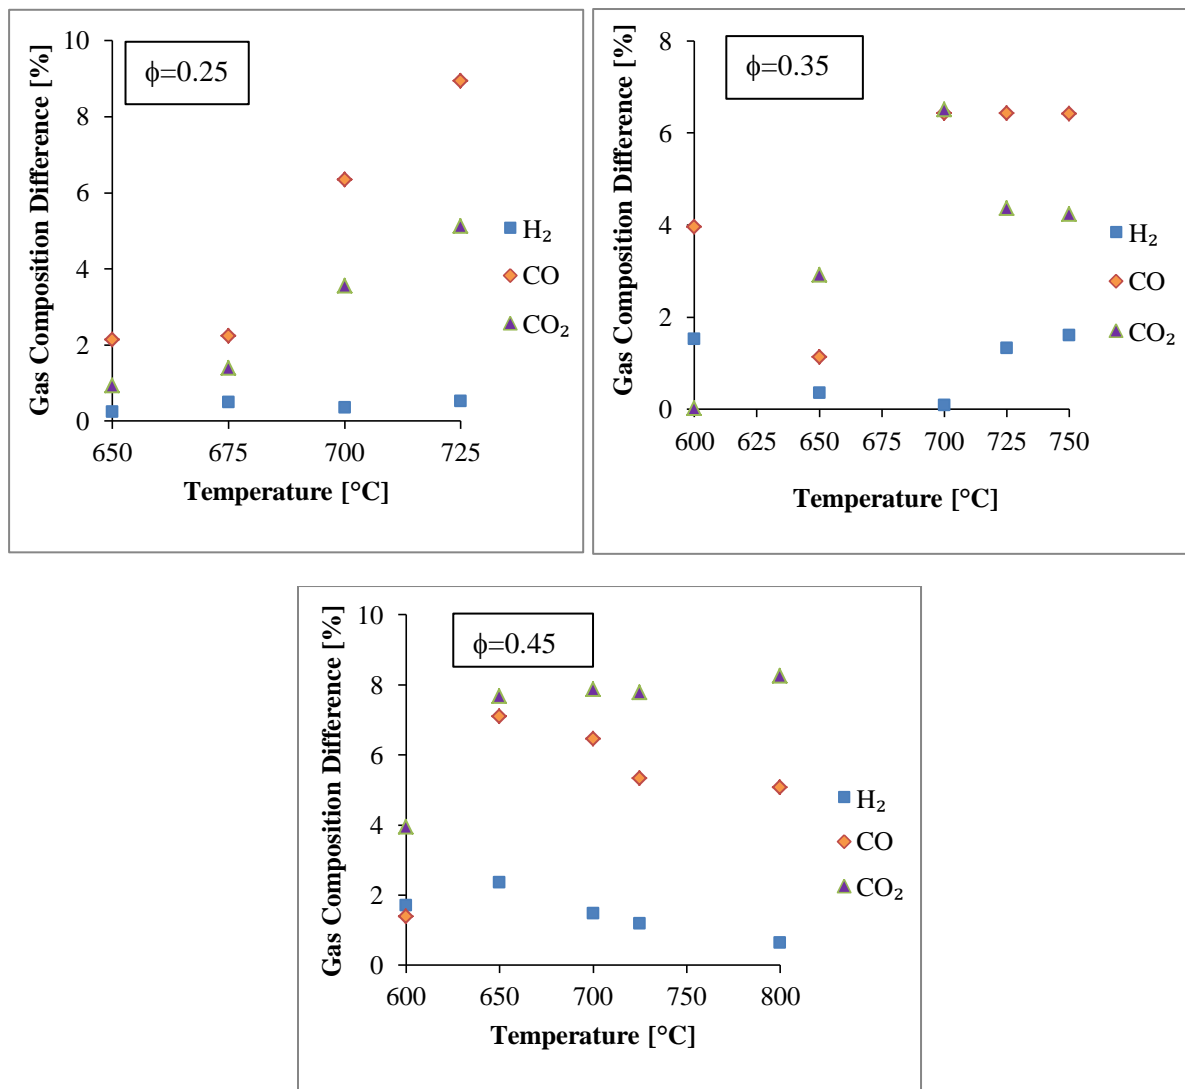 Gas Composition Difference [%]
ϕ=0.25
10
8
6
4
2
0
650 675 700 725
Temperature [°C]
H₂
CO
CO₂
Gas Composition Difference [%]
ϕ=0.35
8
6
4
2
0
600 625 650 675 700 725 750
Temperature [°C]
H₂
CO
CO₂
Gas Composition Difference [%]
ϕ=0.45
10
8
6
4
2
0
600 650 700 750 800
Temperature [°C]
H₂
CO
CO₂